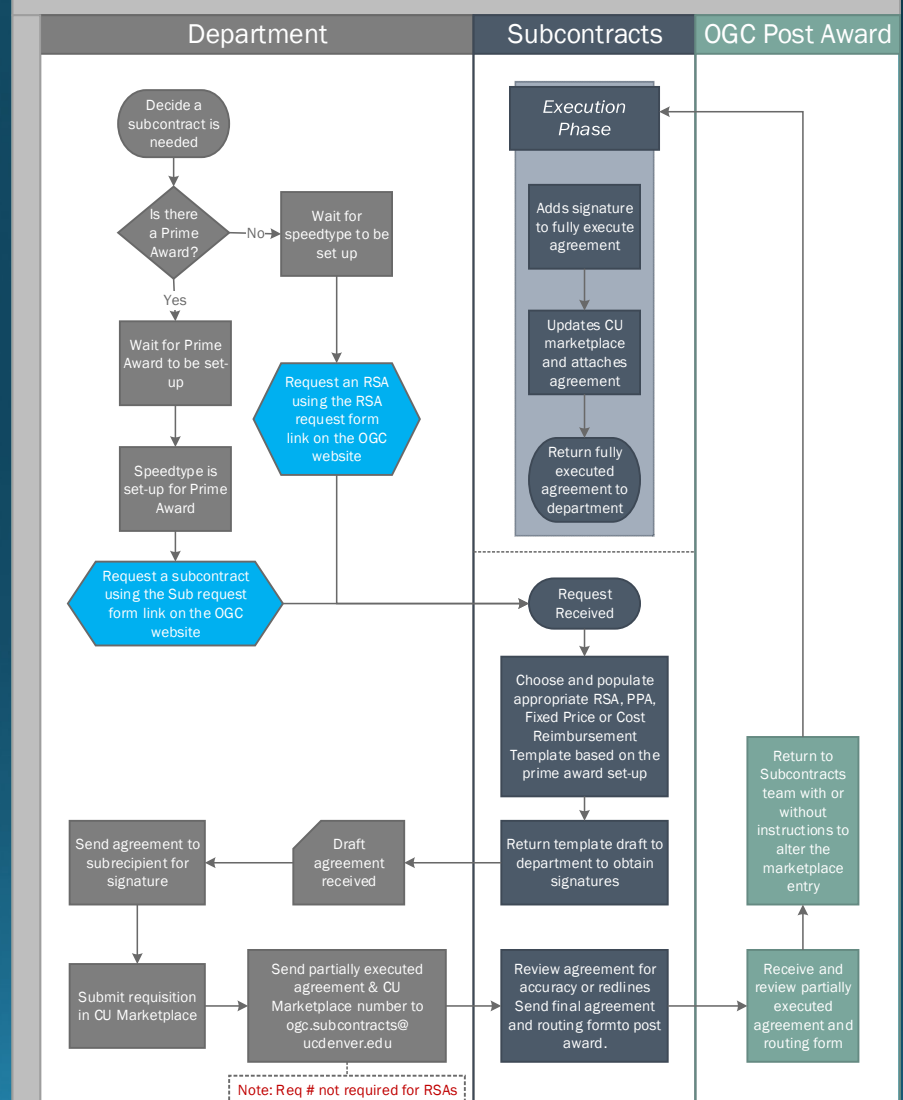 Department
Subcontracts
OGC Post Award
Decide a
subcontract is
needed
Is there
a Prime
Award?
No
Wait for
speedtype to be
set up
Yes
Wait for Prime
Award to be set-
up
Request an RSA
using the RSA
request form
link on the OGC
website
Speedtype is
set-up for Prime
Award
Request a subcontract
using the Sub request
form link on the OGC
website
Execution
Phase
Adds signature
to fully execute
agreement
Updates CU
marketplace
and attaches
agreement
Return fully
executed
agreement to
department
Request
Received
Choose and populate
appropriate RSA, PPA,
Fixed Price or Cost
Reimbursement
Template based on the
prime award set-up
Return template draft to
department to obtain
signatures
Draft
agreement
received
Send agreement to
subrecipient for
signature
Submit requisition
in CU Marketplace
Send partially executed
agreement & CU
Marketplace number to
ogc.subcontracts@
ucdenver.edu
Note: Req # not required for RSAs
Review agreement for
accuracy or redlines
Send final agreement
and routing formto post
award.
Receive and
review partially
executed
agreement and
routing form
Return to
Subcontracts
team with or
without
instructions to
alter the
marketplace
entry